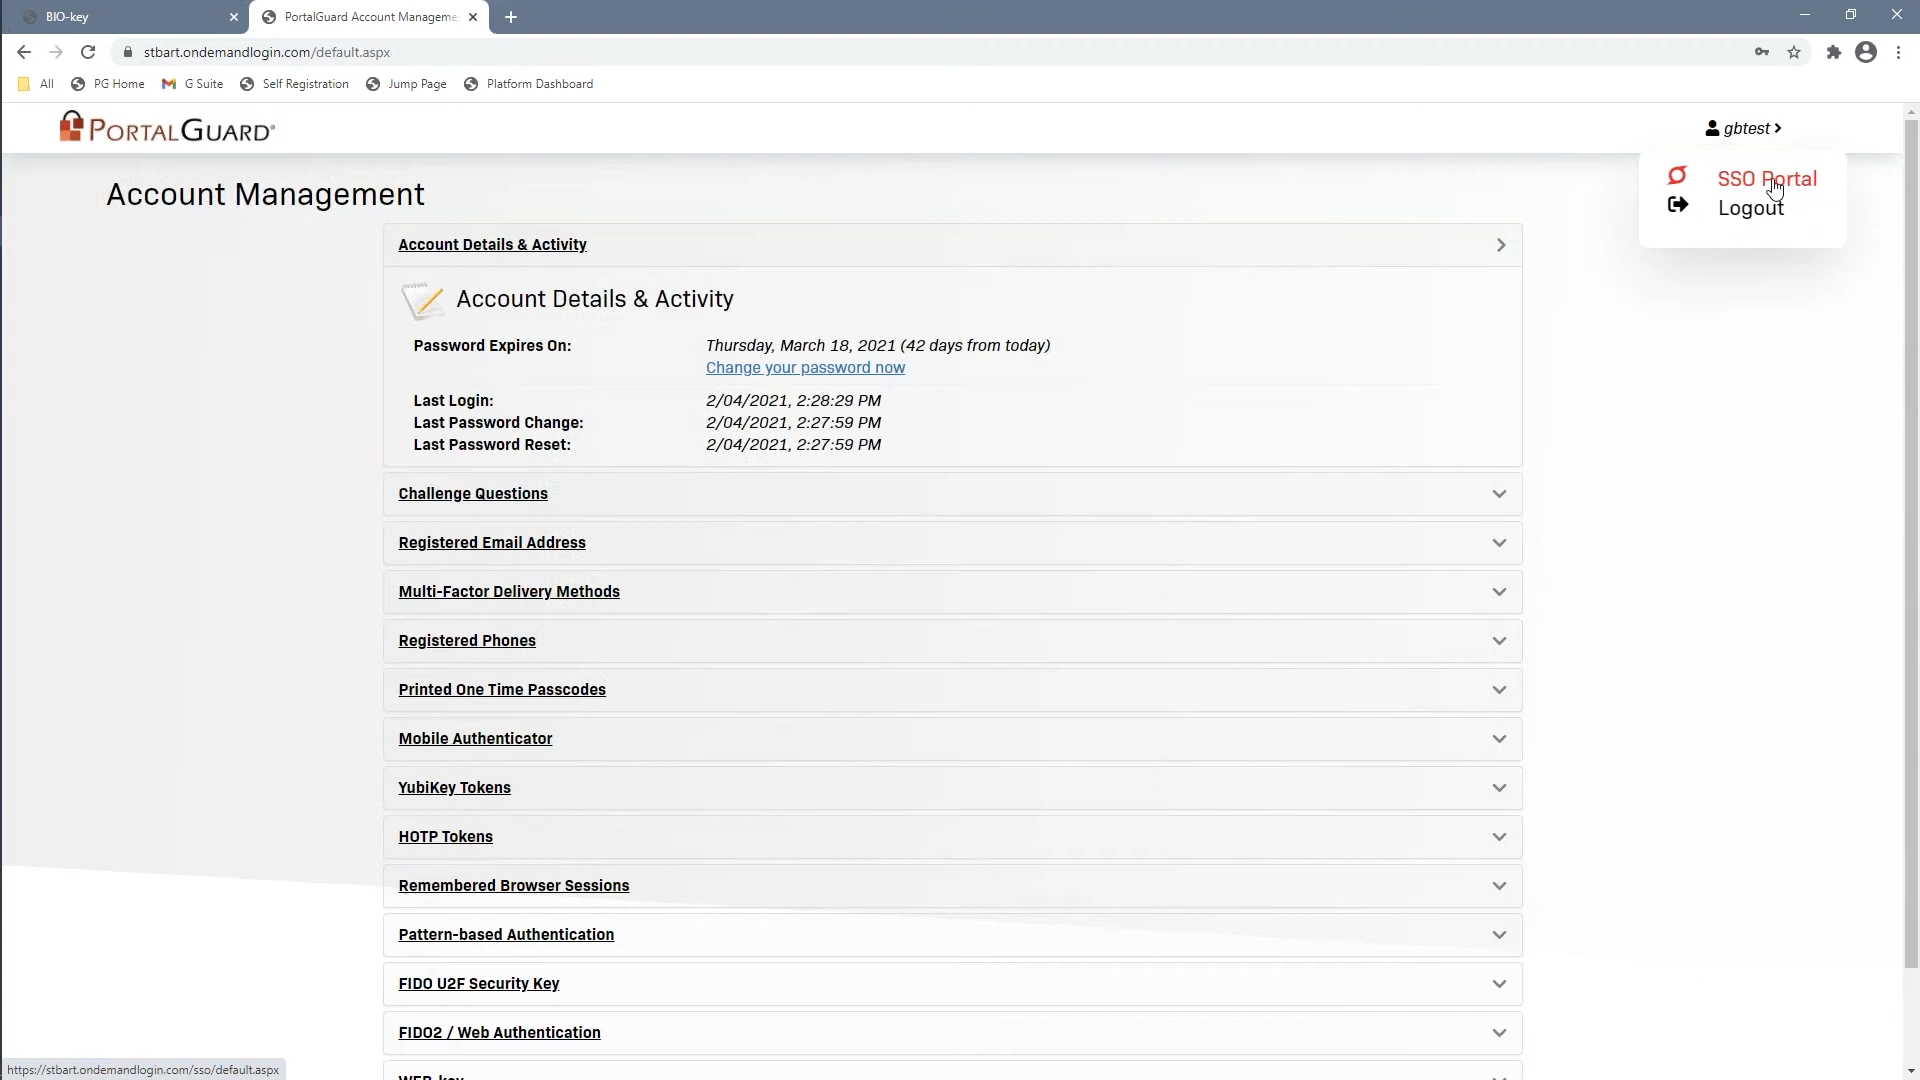 BIO-key
PortalGuard Account Manageme
stbart.ondemandlogin.com/default.aspx
All PG Home G Suite Self Registration Jump Page Platform Dashboard
PORTALGUARD®
gbtest
SSO Portal
Logout
Account Management
Account Details & Activity
Account Details & Activity
Password Expires On: Thursday, March 18, 2021 (42 days from today)
Change your password now
Last Login: 2/04/2021, 2:28:29 PM
Last Password Change: 2/04/2021, 2:27:59 PM
Last Password Reset: 2/04/2021, 2:27:59 PM
Challenge Questions
Registered Email Address
Multi-Factor Delivery Methods
Registered Phones
Printed One Time Passcodes
Mobile Authenticator
YubiKey Tokens
HOTP Tokens
Remembered Browser Sessions
Pattern-based Authentication
FIDO U2F Security Key
FIDO2 / Web Authentication
WEB-key
https://stbart.ondemandlogin.com/sso/default.aspx